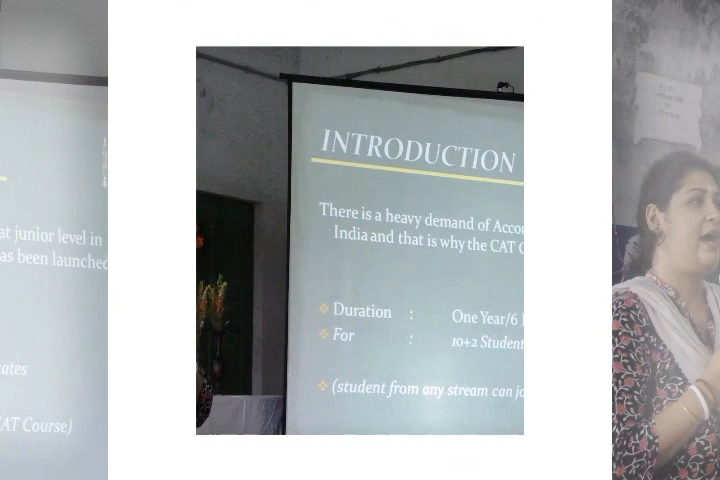 at junior level in
as been launched
ates
CAT Course)
INTRODUCTION
There is a heavy demand of Accou
India and that is why the CAT C
Duration : One Year/6
For : 10+2 Student
(student from any stream can jo